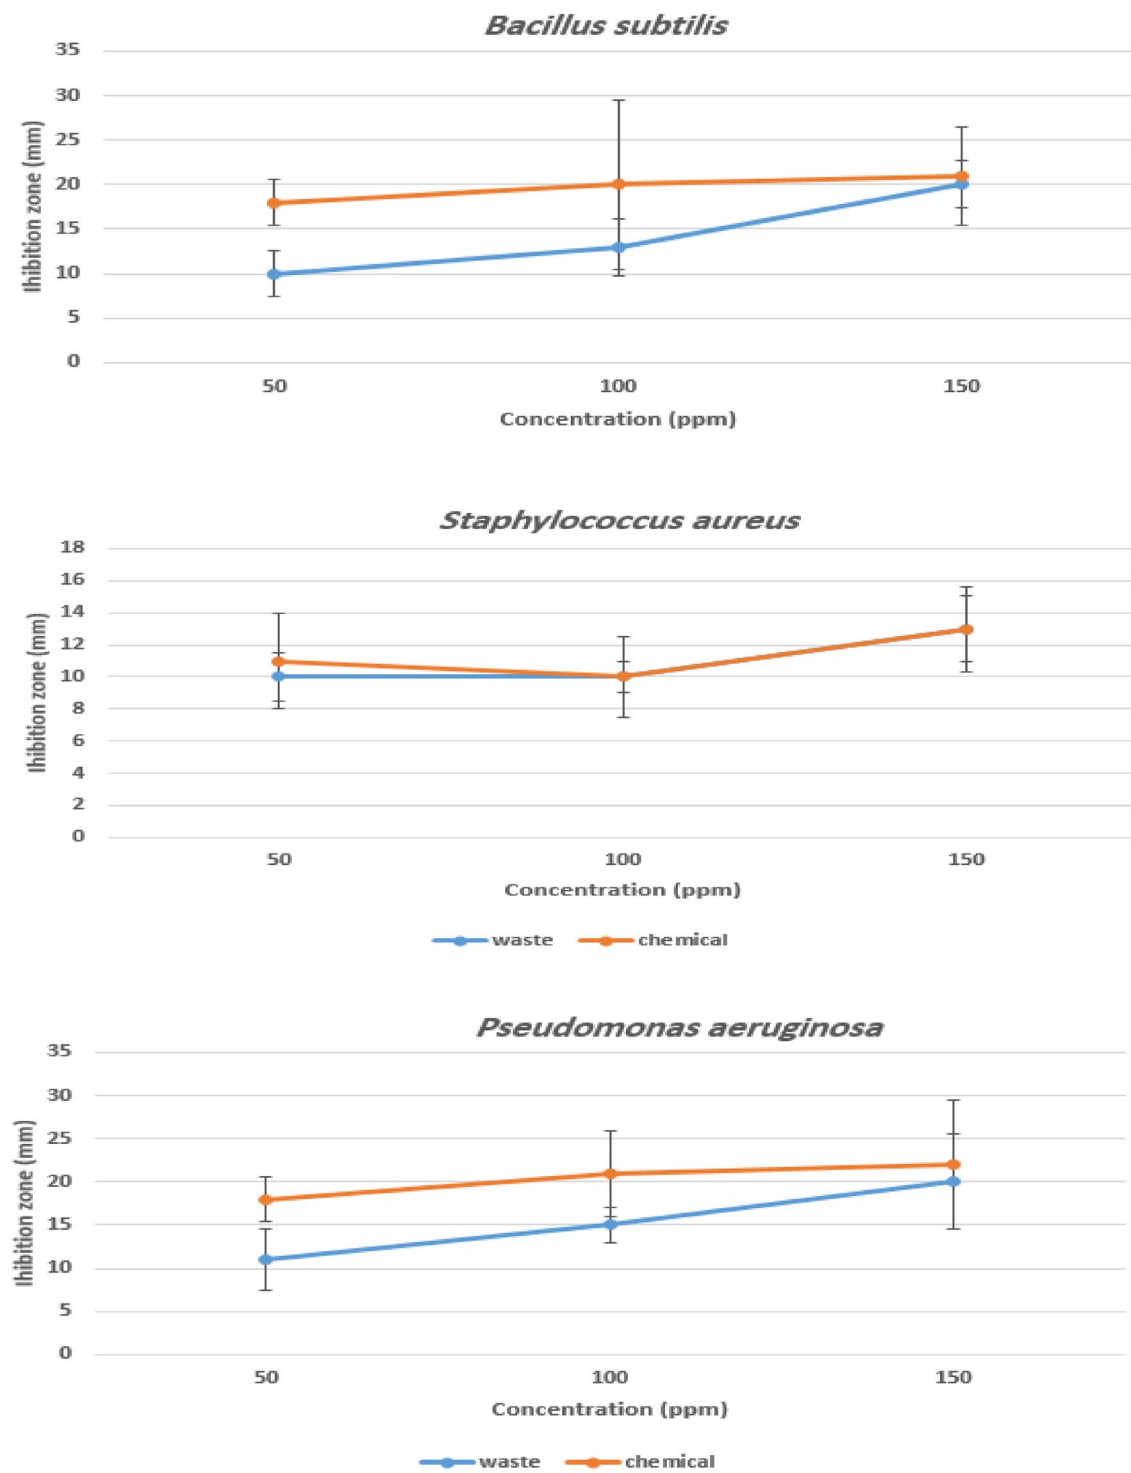 Bacillus subtilis
35
30
25
20
15
10
5
0
Ihibition zone (mm)
50 100 150
Concentration (ppm)
Staphylococcus aureus
18
16
14
12
10
8
6
4
2
0
Ihibition zone (mm)
50 100 150
Concentration (ppm)
waste chemical
Pseudomonas aeruginosa
35
30
25
20
15
10
5
0
Ihibition zone (mm)
50 100 150
Concentration (ppm)
waste chemical